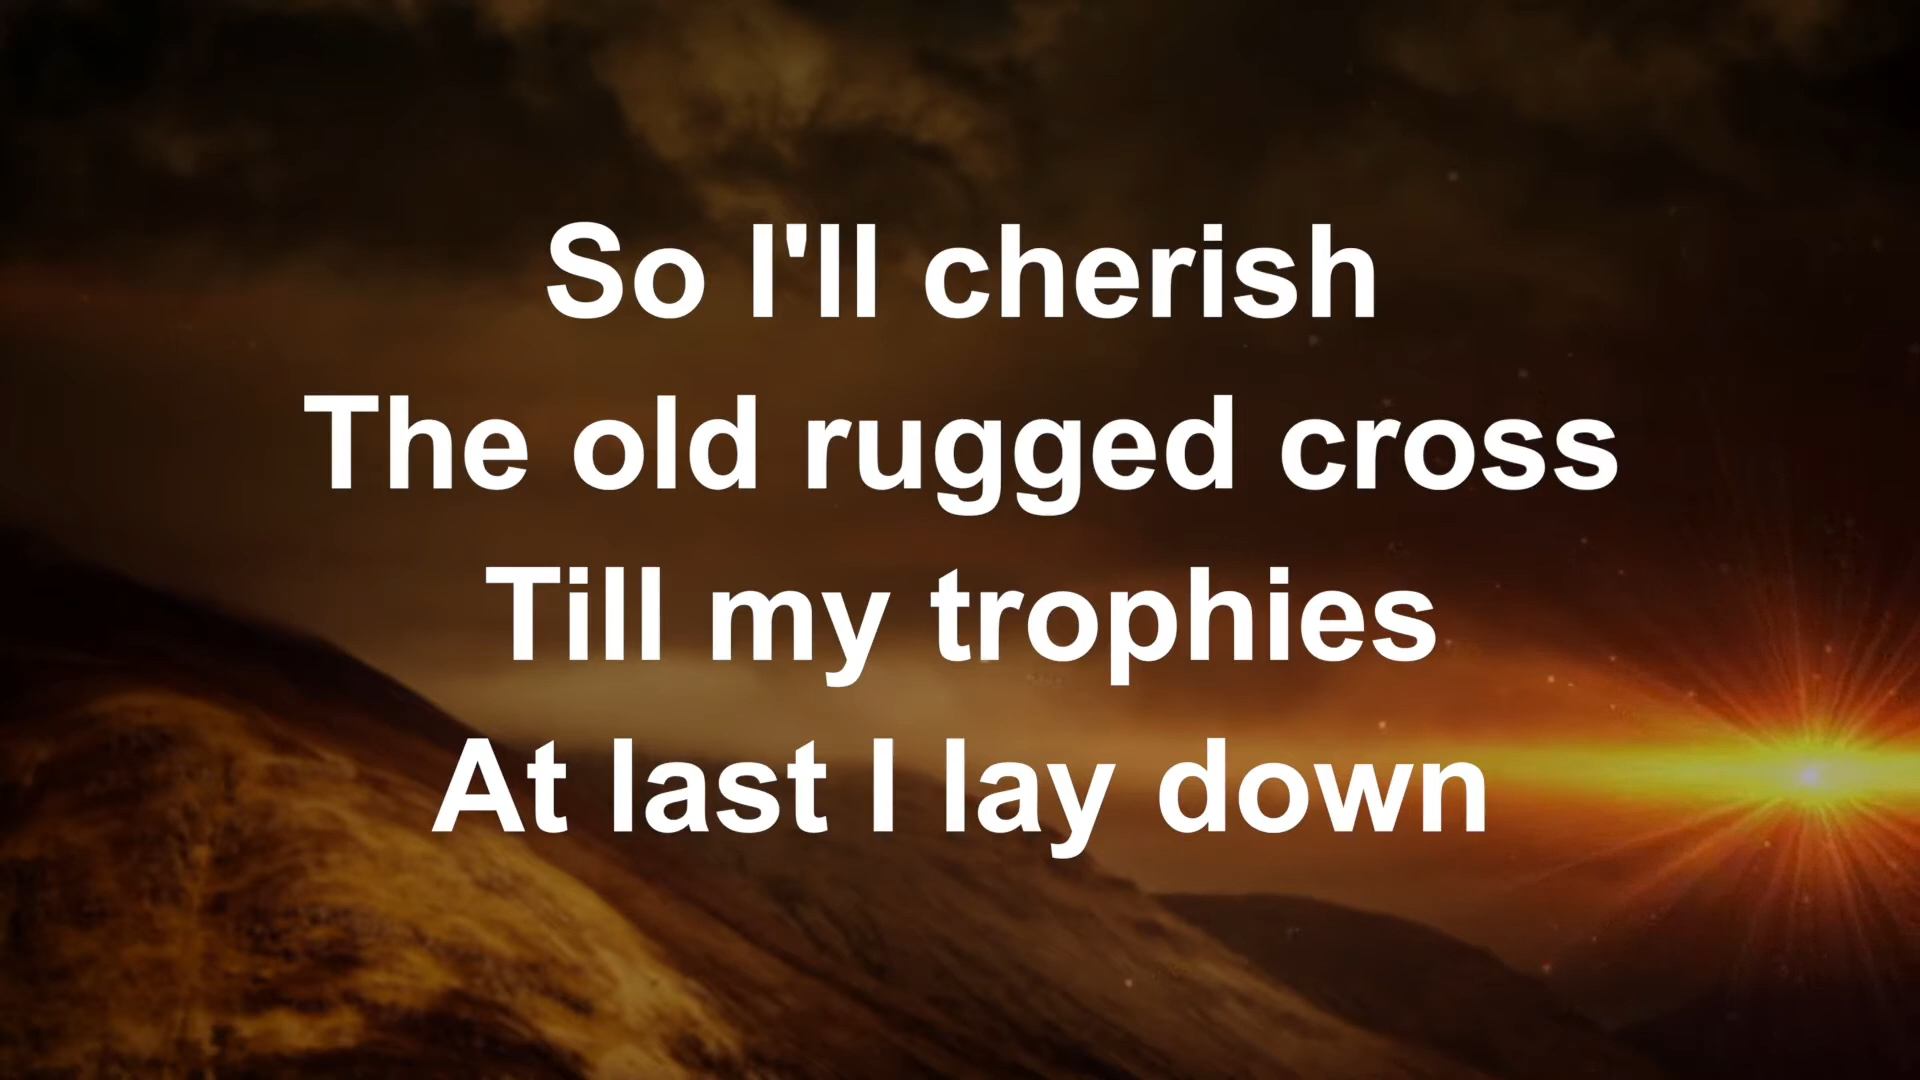 So I'll cherish
The old rugged cross
Till my trophies
At last I lay down